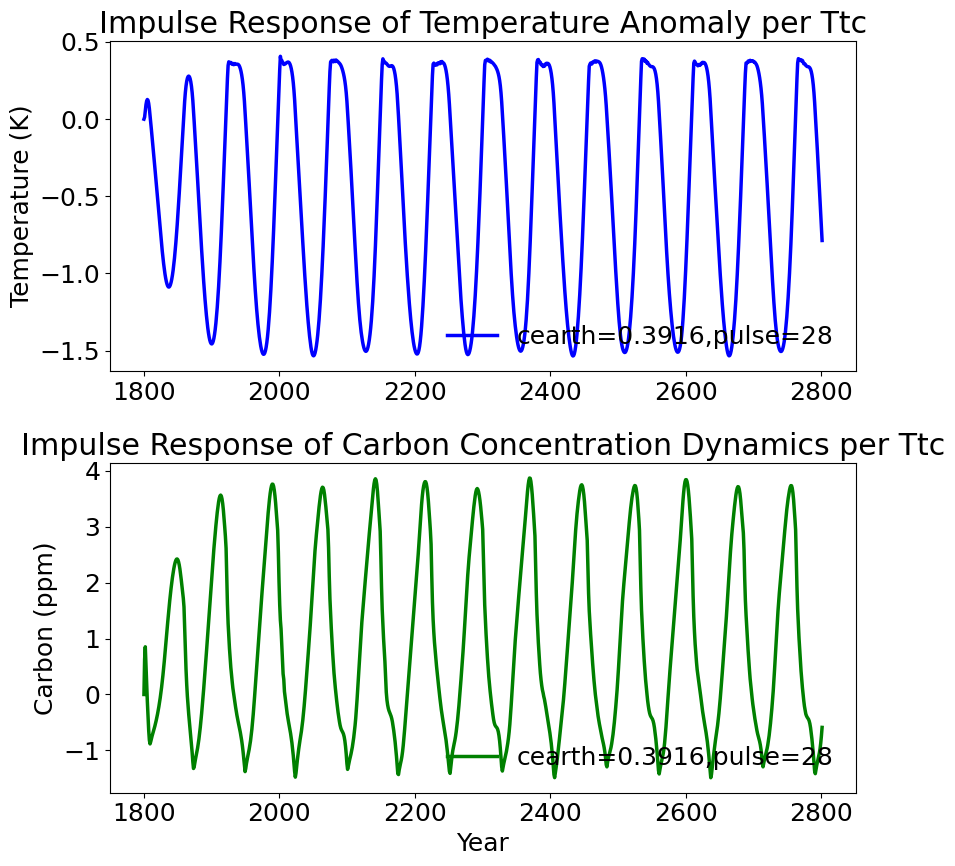 Impulse Response of Temperature Anomaly per Ttc
Temperature (K)
0.5
0.0
−0.5
−1.0
−1.5
cearth=0.3916,pulse=28
1800 2000 2200 2400 2600 2800
Impulse Response of Carbon Concentration Dynamics per Ttc
Carbon (ppm)
4
3
2
1
0
−1
cearth=0.3916,pulse=28
1800 2000 2200 2400 2600 2800
Year